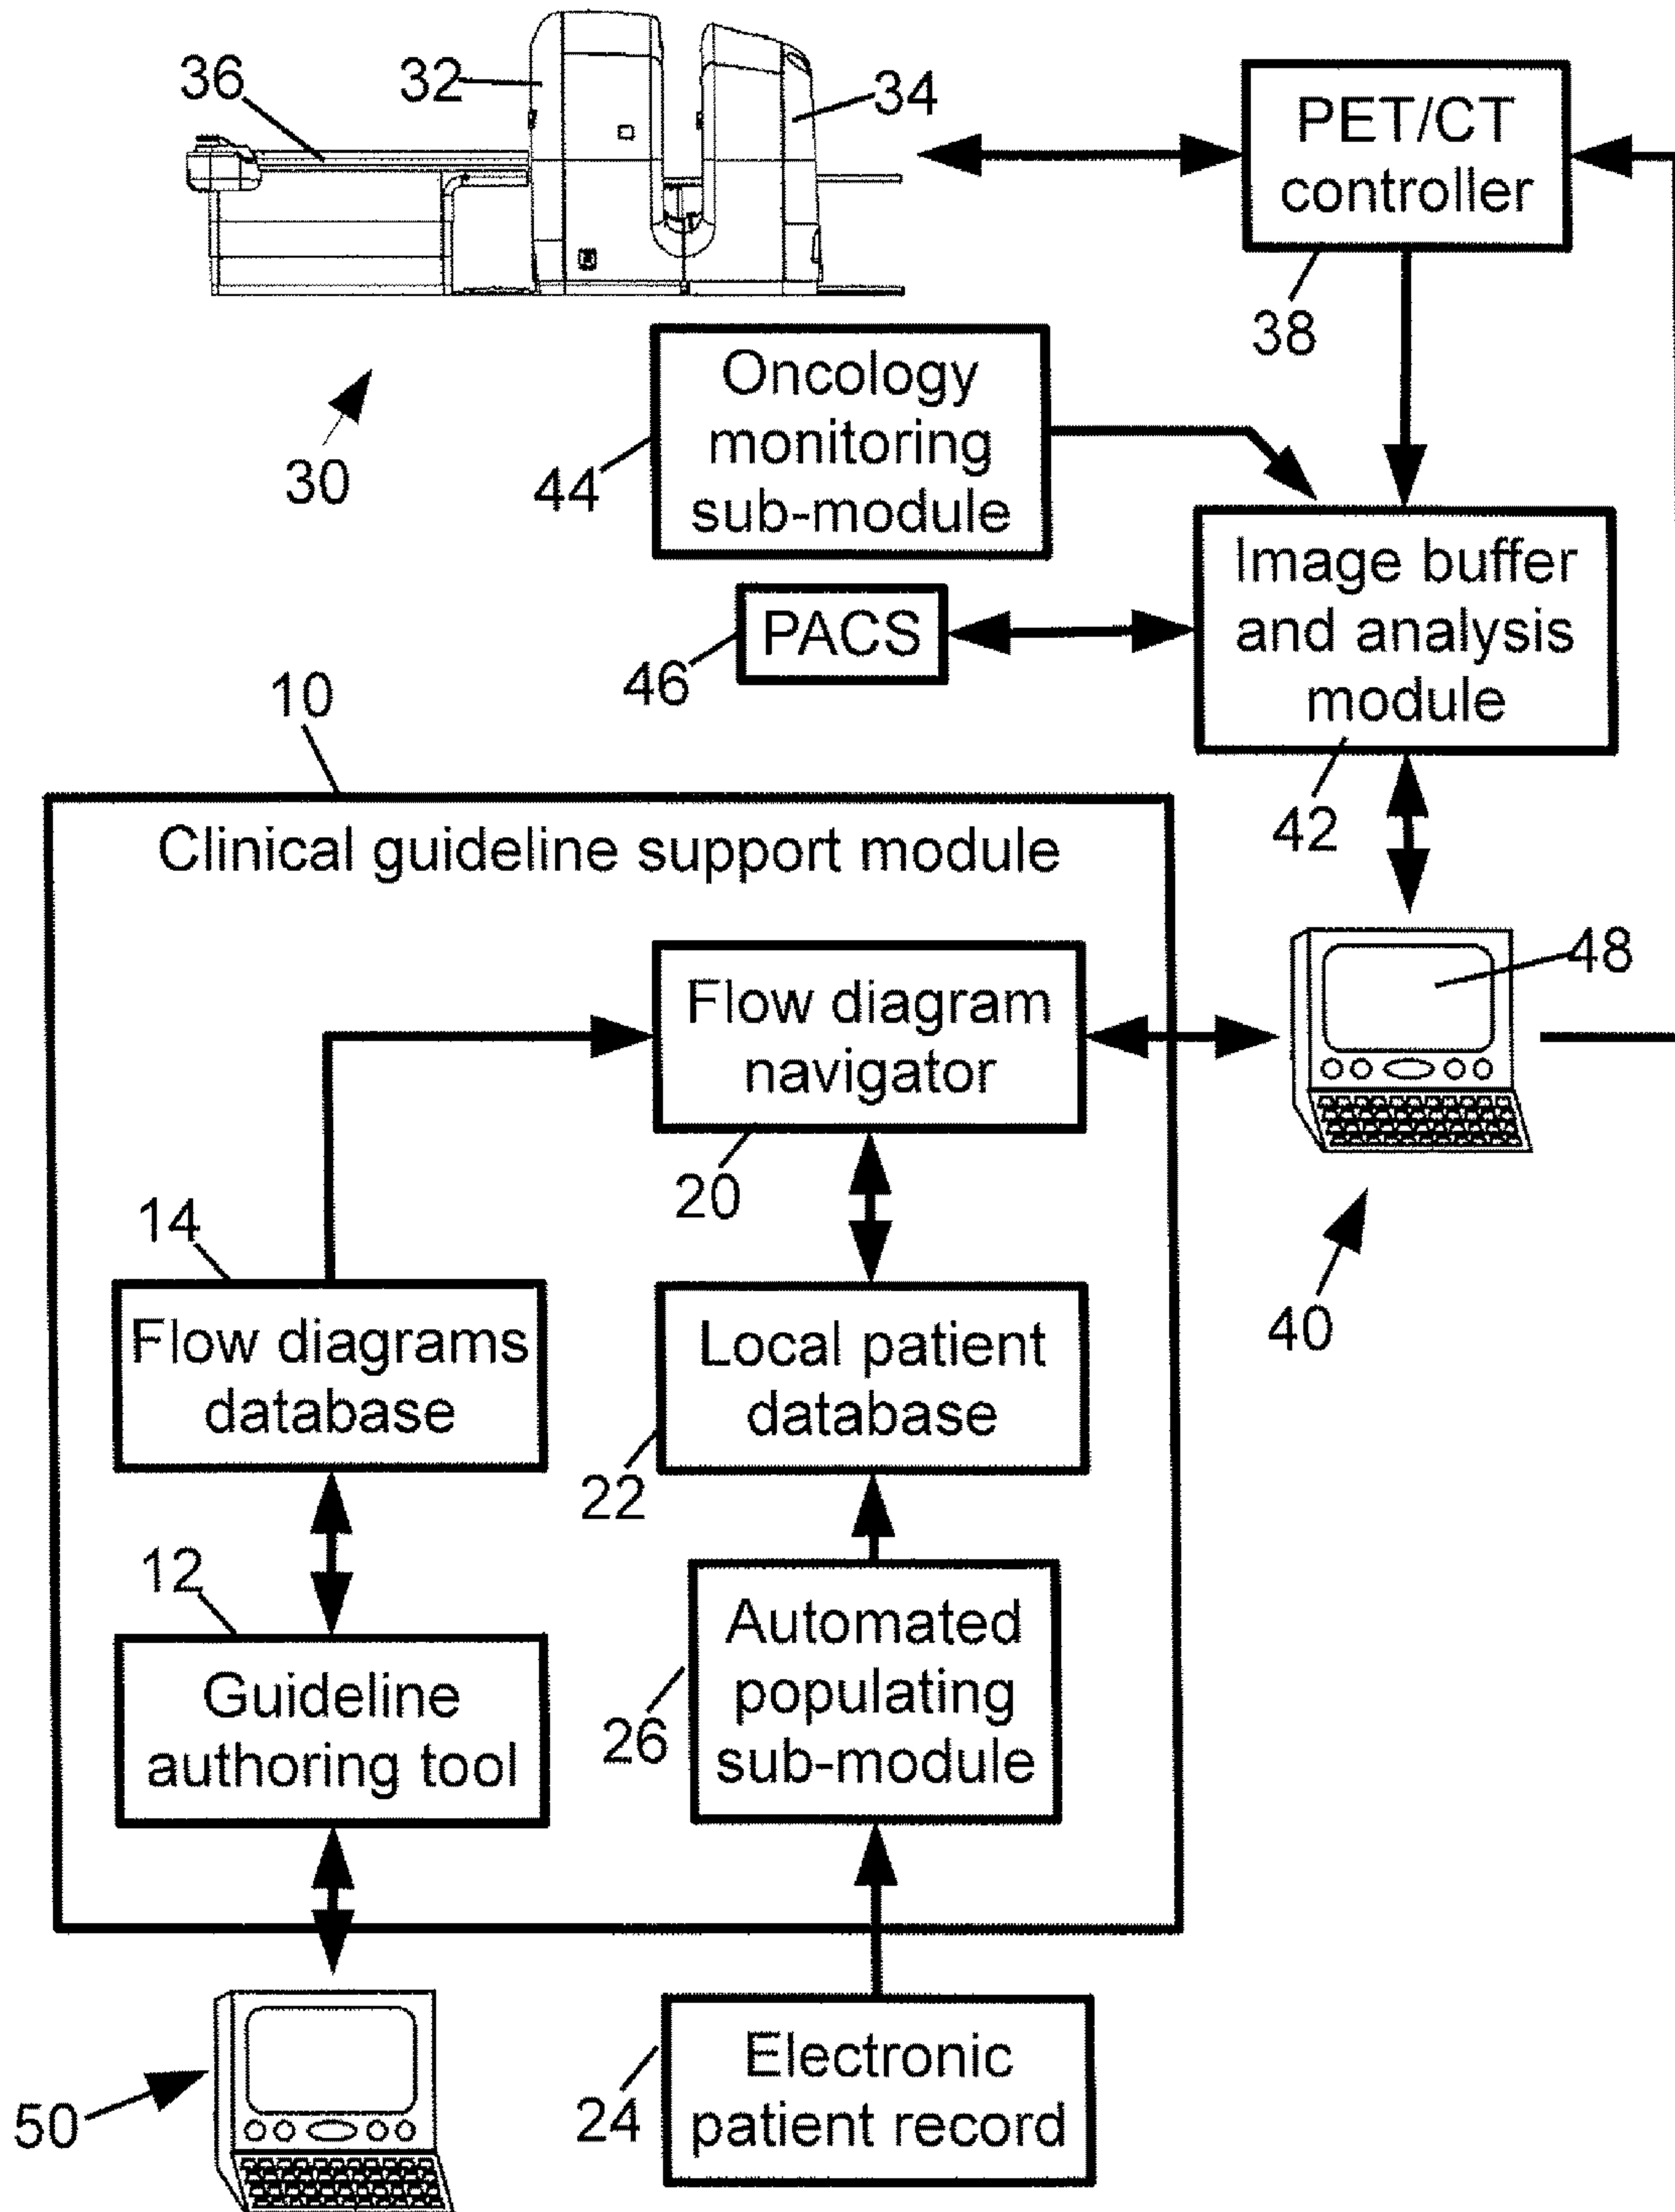 36
32
34
PET/CT
controller
38
30
Oncology
monitoring
sub-module
44
Image buffer
and analysis
module
42
PACS
46
10
Clinical guideline support module
Flow diagram
navigator
20
48
40
14
Flow diagrams
database
Local patient
database
22
12
Guideline
authoring tool
Automated
populating
sub-module
26
50
Electronic
patient record
24